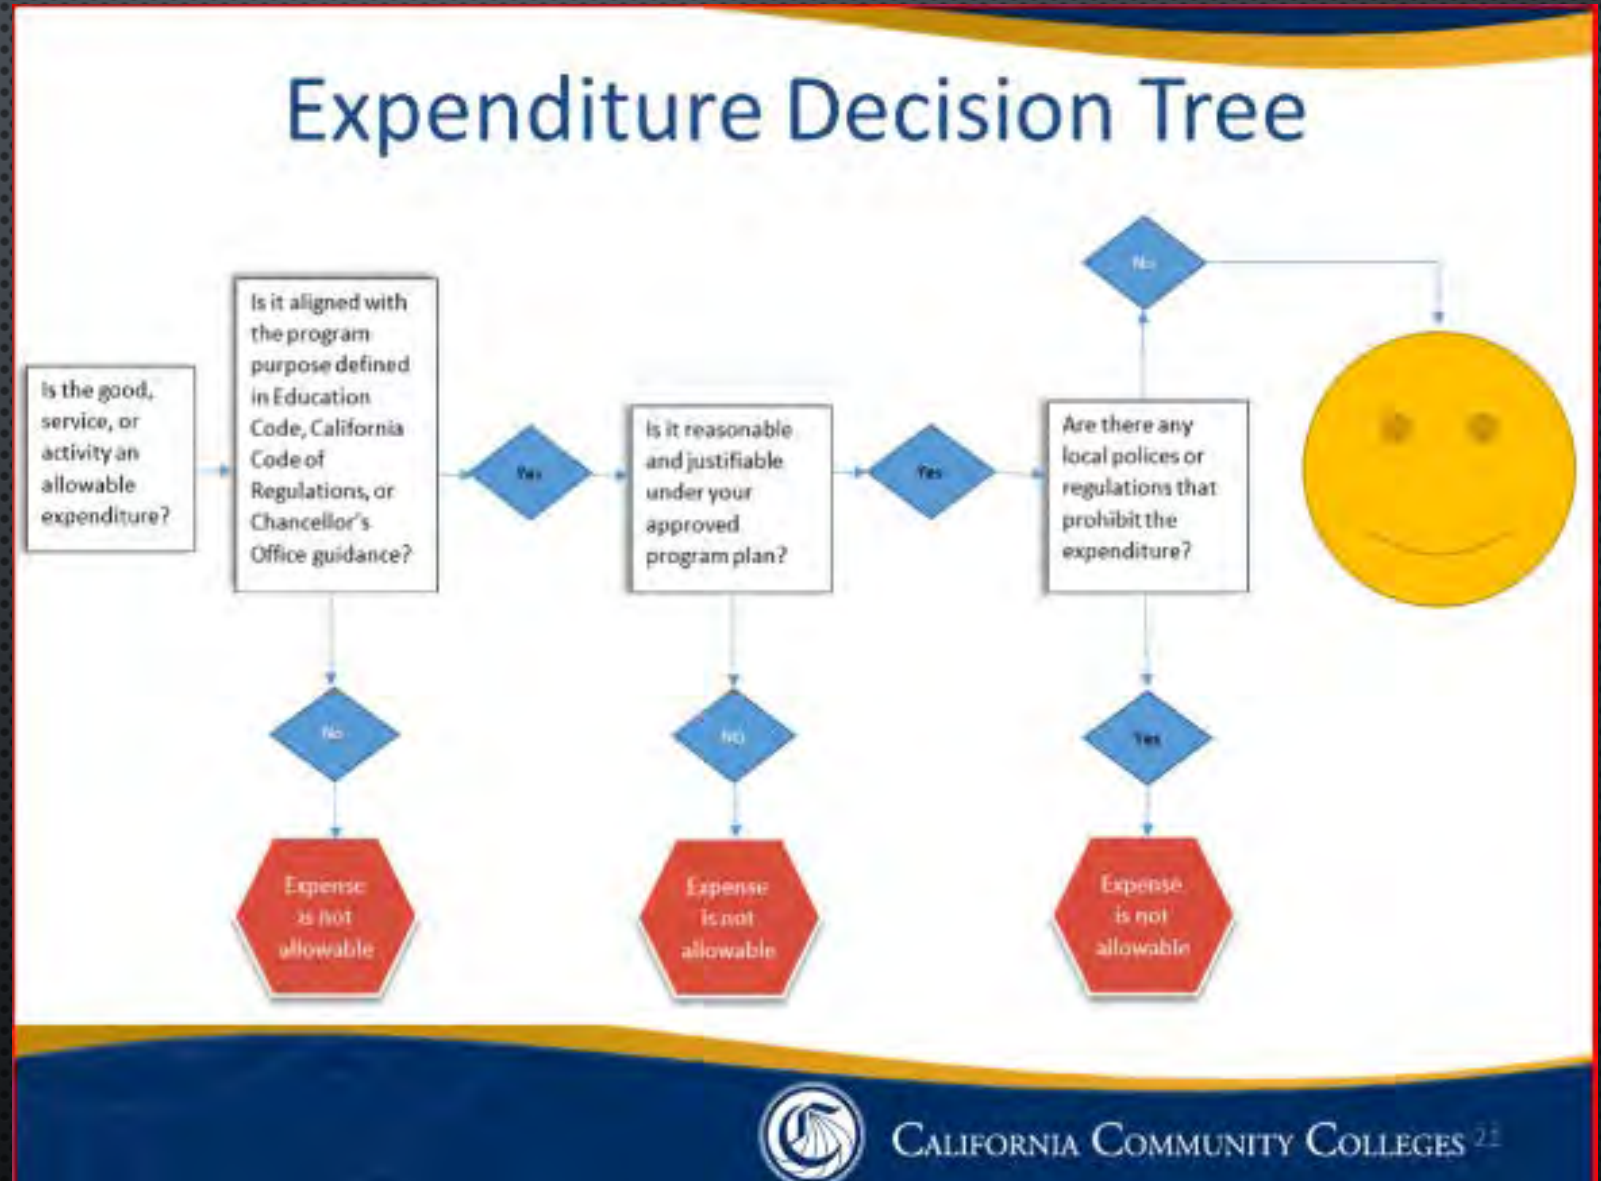 Expenditure Decision Tree
Is the good,
service, or
activity an
allowable
expenditure?
Is it aligned with
the program
purpose defined
in Education
Code, California
Code of
Regulations, or
Chancellor's
Office guidance?
Yes
Is it reasonable
and justifiable
under your
approved
program plan?
Yes
Are there any
local polices or
regulations that
prohibit the
expenditure?
No
No
NO
Yes
Expense
is not
allowable
Expense
is not
allowable
Expense
is not
allowable
CALIFORNIA COMMUNITY COLLEGES